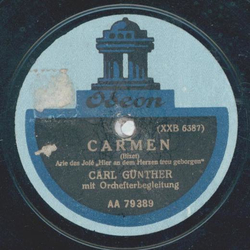 Odeon
(XXB 6387)
CARMEN
(Bizet)
Arie des José „Hier an dem Herzen treu geborgen"
CARL GÜNTHER
mit Orchesterbegleitung
AA 79389